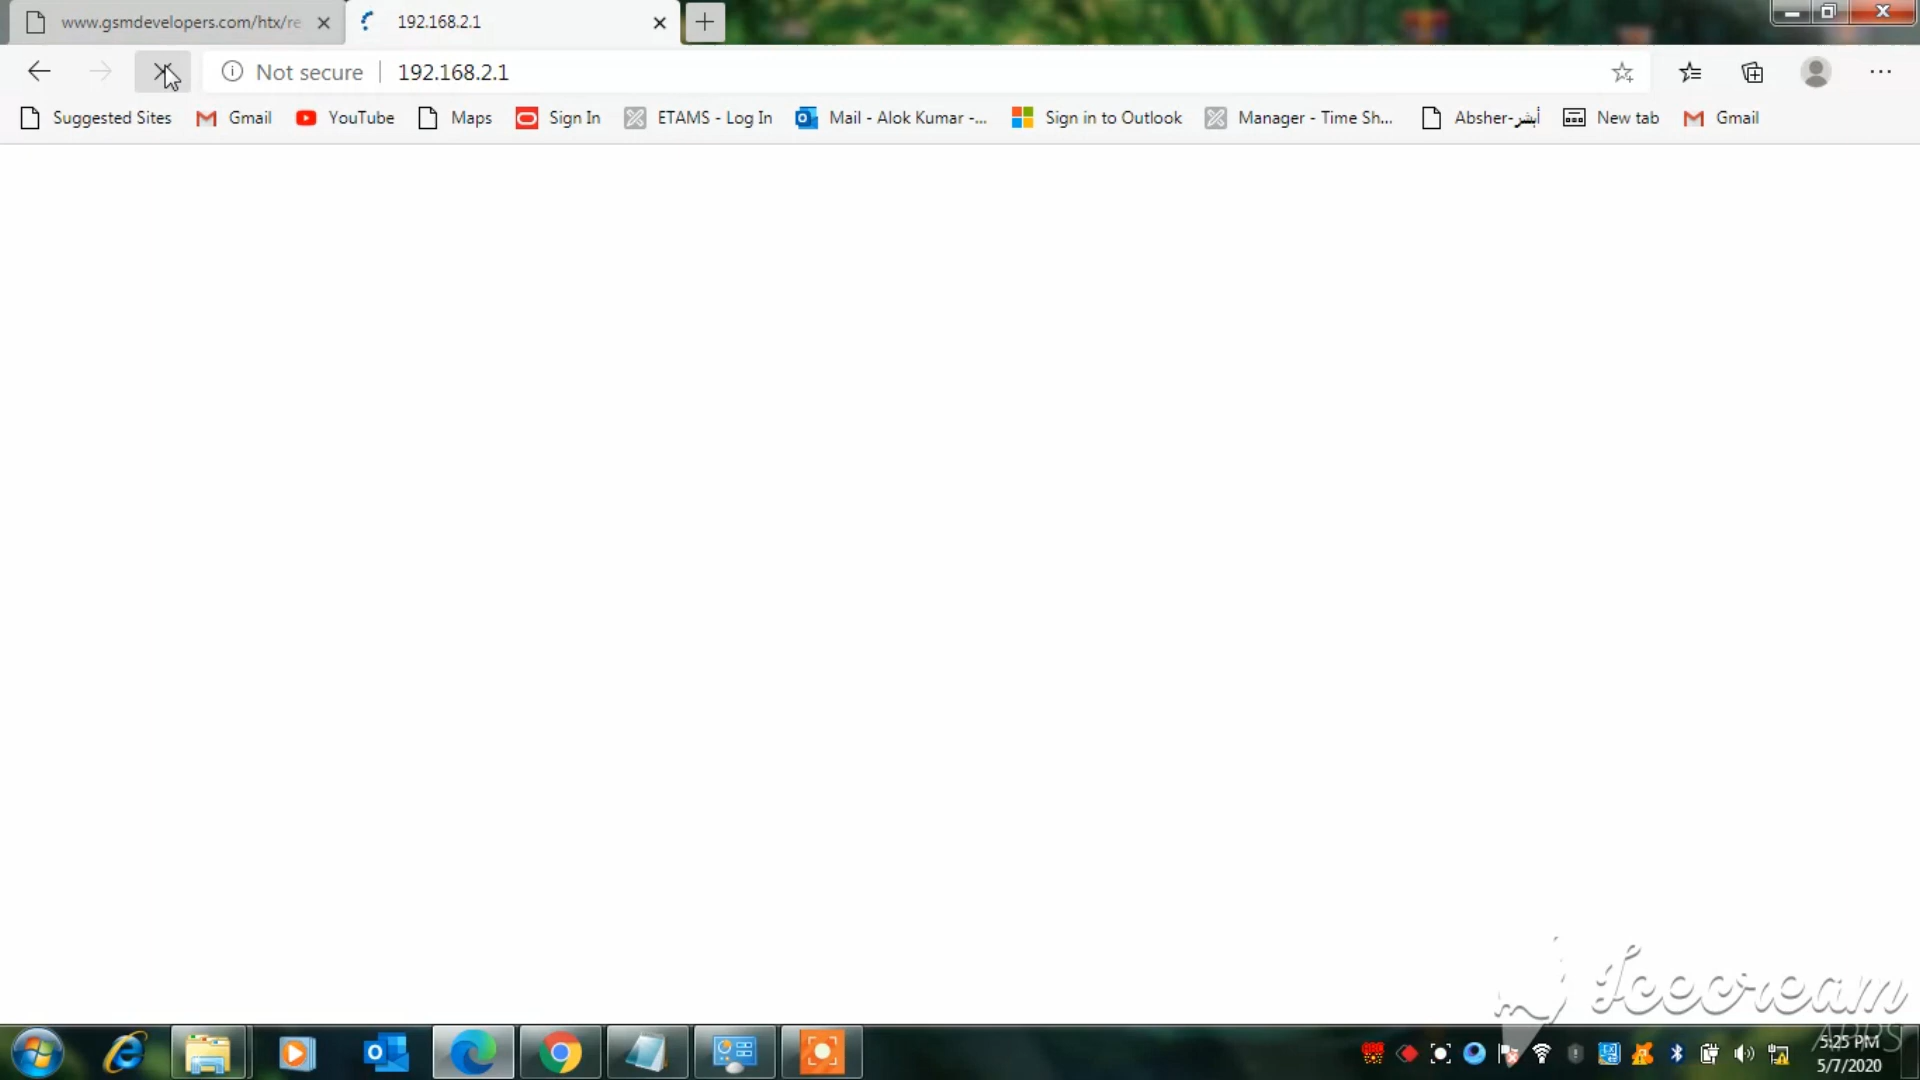 www.gsmdevelopers.com/htx/re
192.168.2.1
Not secure
192.168.2.1
Suggested Sites
Gmail
YouTube
Maps
Sign In
ETAMS - Log In
Mail - Alok Kumar -...
Sign in to Outlook
Manager - Time Sh...
Absher-أبشر
New tab
Gmail
Icecream
APPS
5:25 PM
5/7/2020